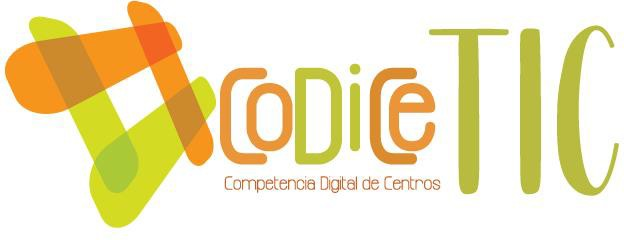 CoDiCe TIC
Competencia Digital de Centros